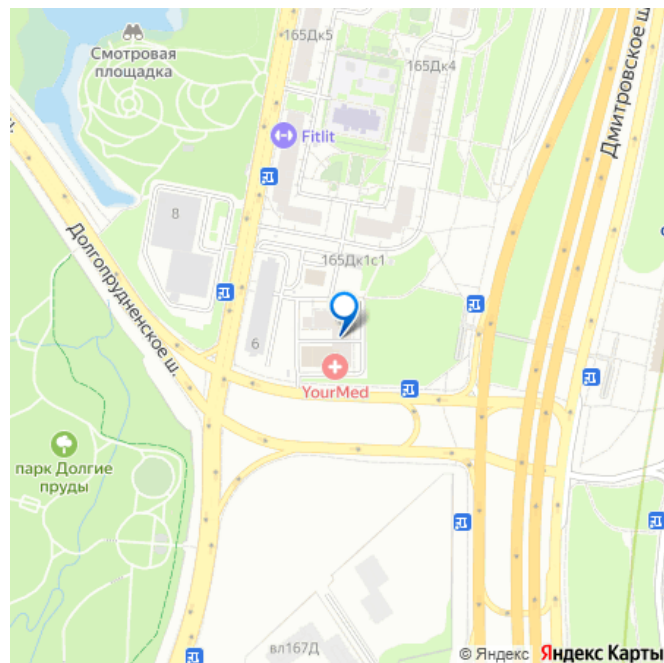 165Дк5
Смотровая
площадка
165Дк4
Дмитровское ш.
Fitlit
8
Долгопрудненское ш.
165Дк1с1
6
YourMed
парк Долгие
пруды
вл167Д
© Яндекс Яндекс Карты